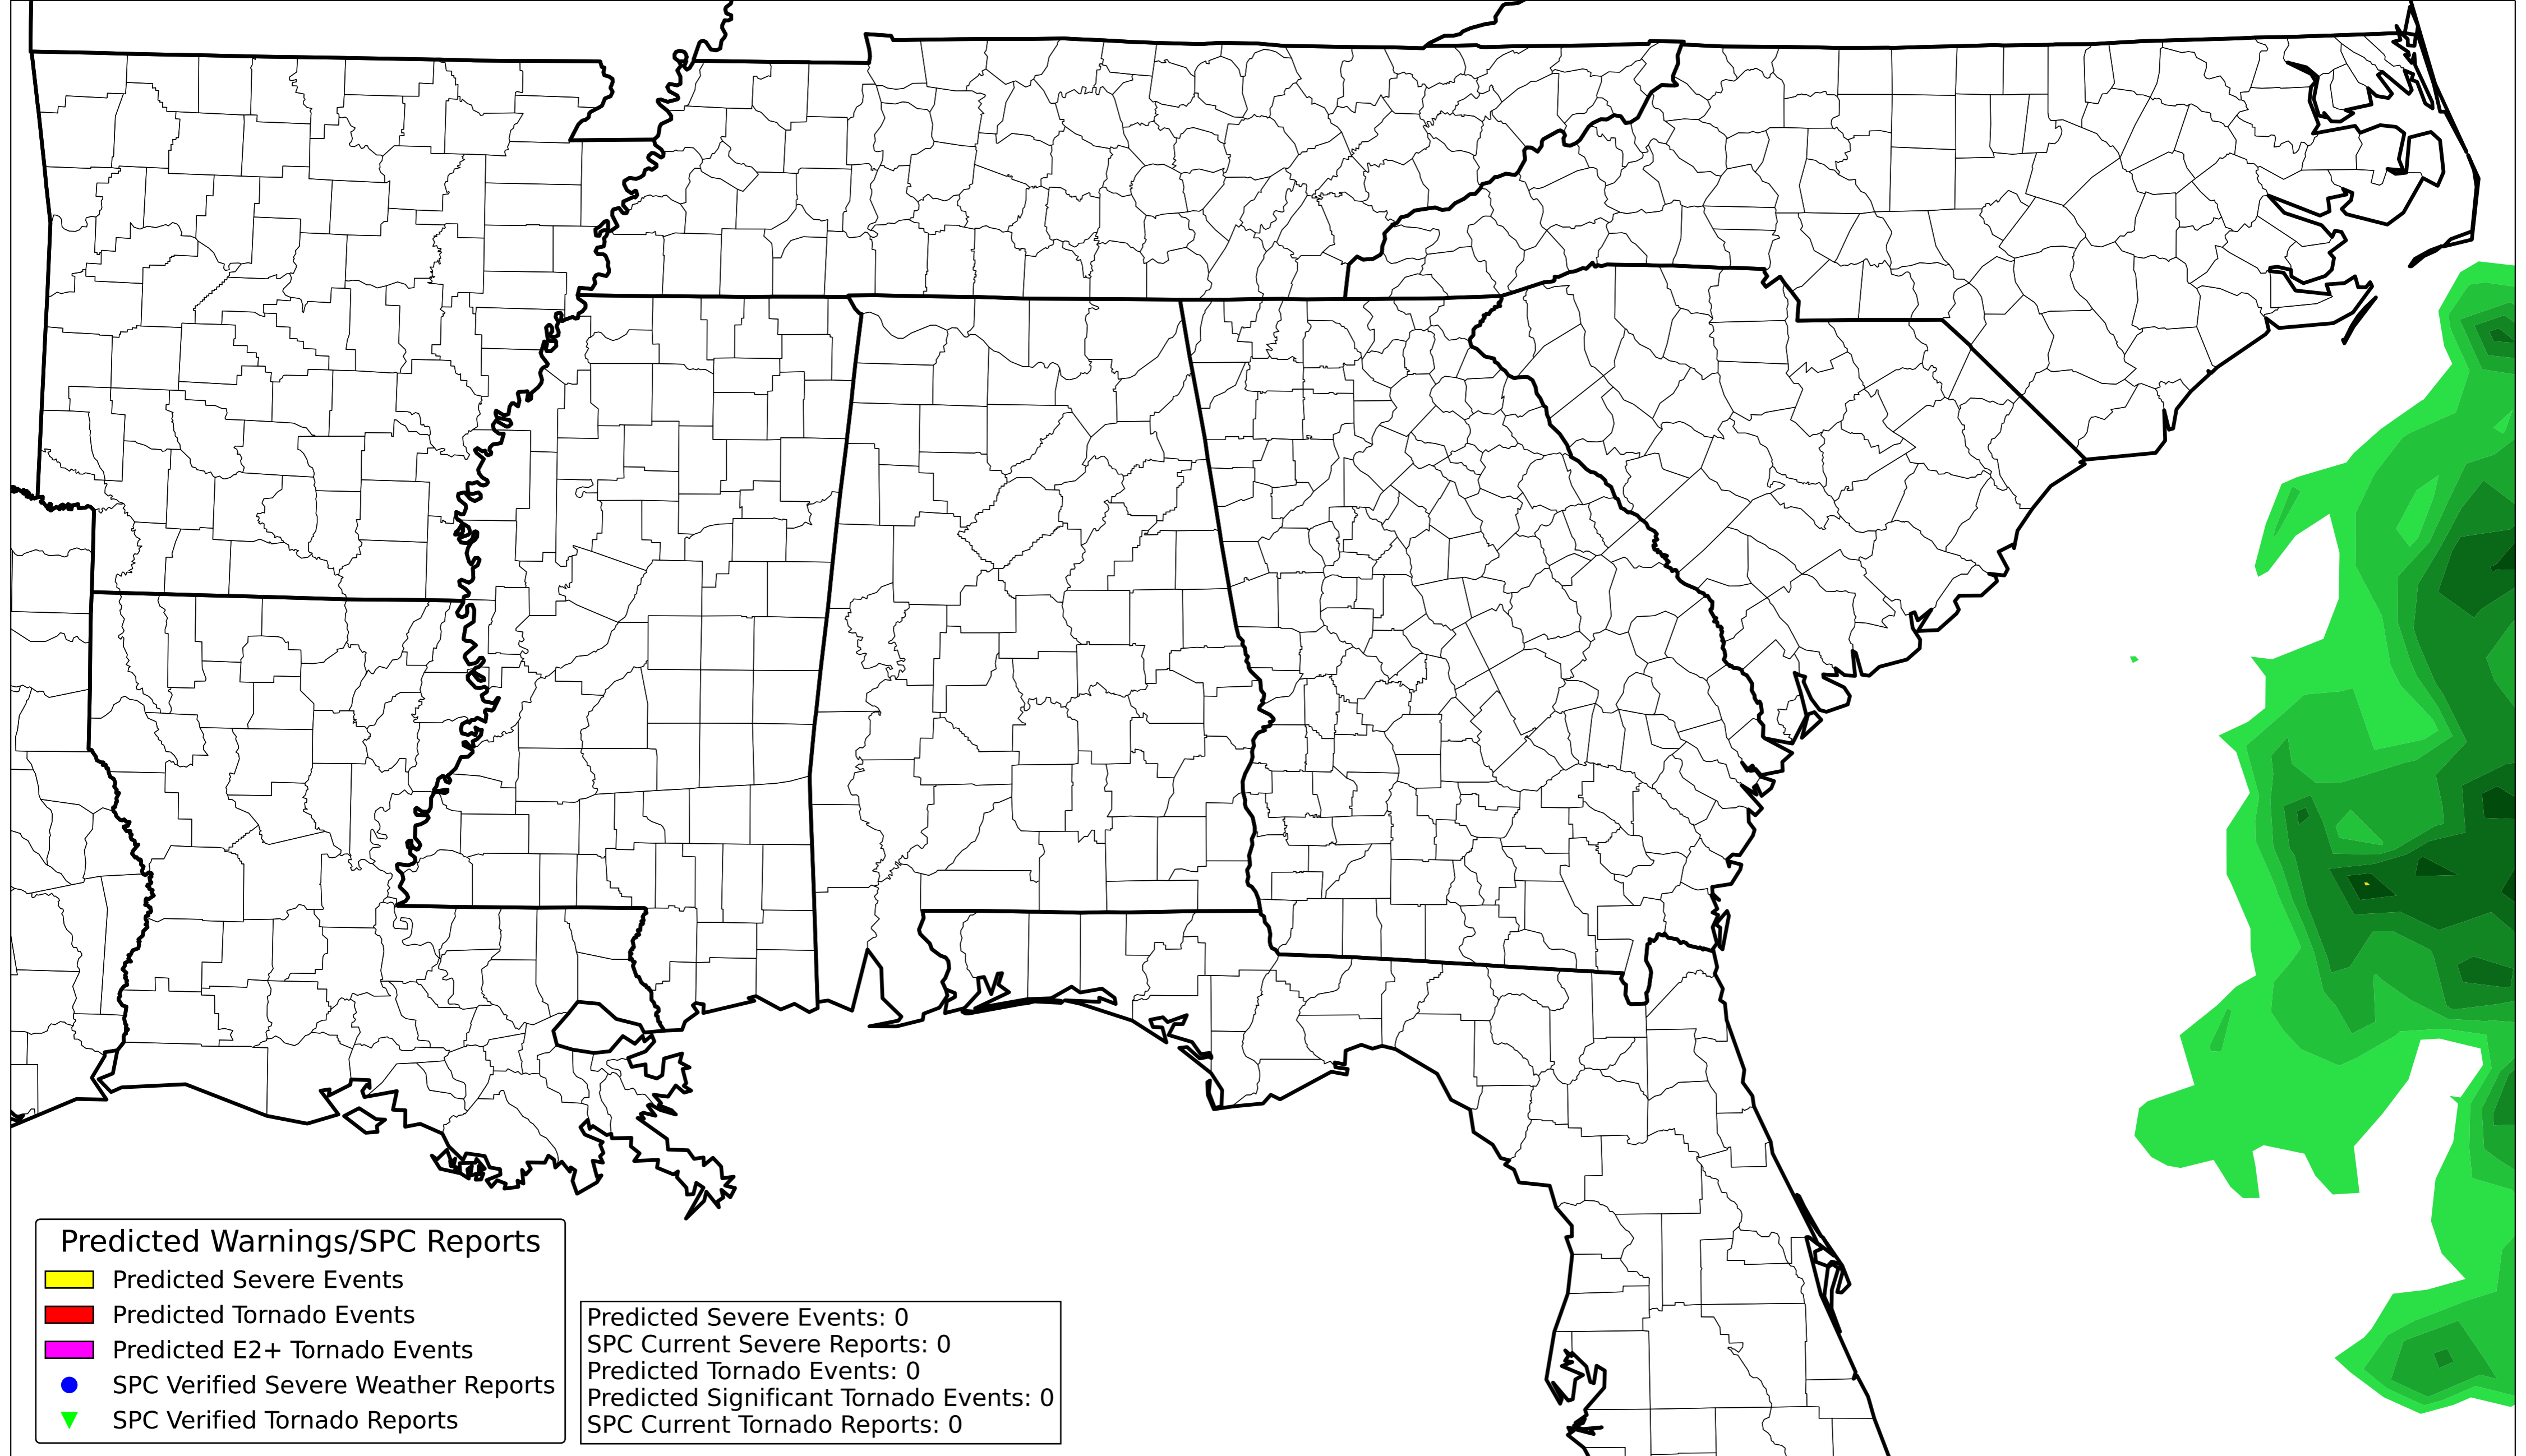 Predicted Warnings/SPC Reports
Predicted Severe Events
Predicted Tornado Events
Predicted E2+ Tornado Events
SPC Verified Severe Weather Reports
SPC Verified Tornado Reports
Predicted Severe Events: 0
SPC Current Severe Reports: 0
Predicted Tornado Events: 0
Predicted Significant Tornado Events: 0
SPC Current Tornado Reports: 0